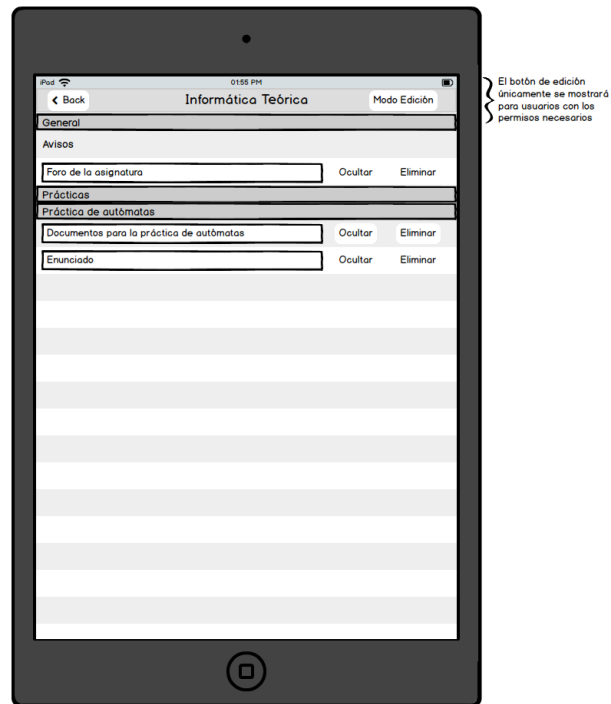 iPod 01:55 PM
Back Informática Teórica Modo Edición
General
Avisos
Foro de la asignatura Ocultar Eliminar
Prácticas
Práctica de autómatas
Documentos para la práctica de autómatas Ocultar Eliminar
Enunciado Ocultar Eliminar
El botón de edición
únicamente se mostrará
para usuarios con los
permisos necesarios